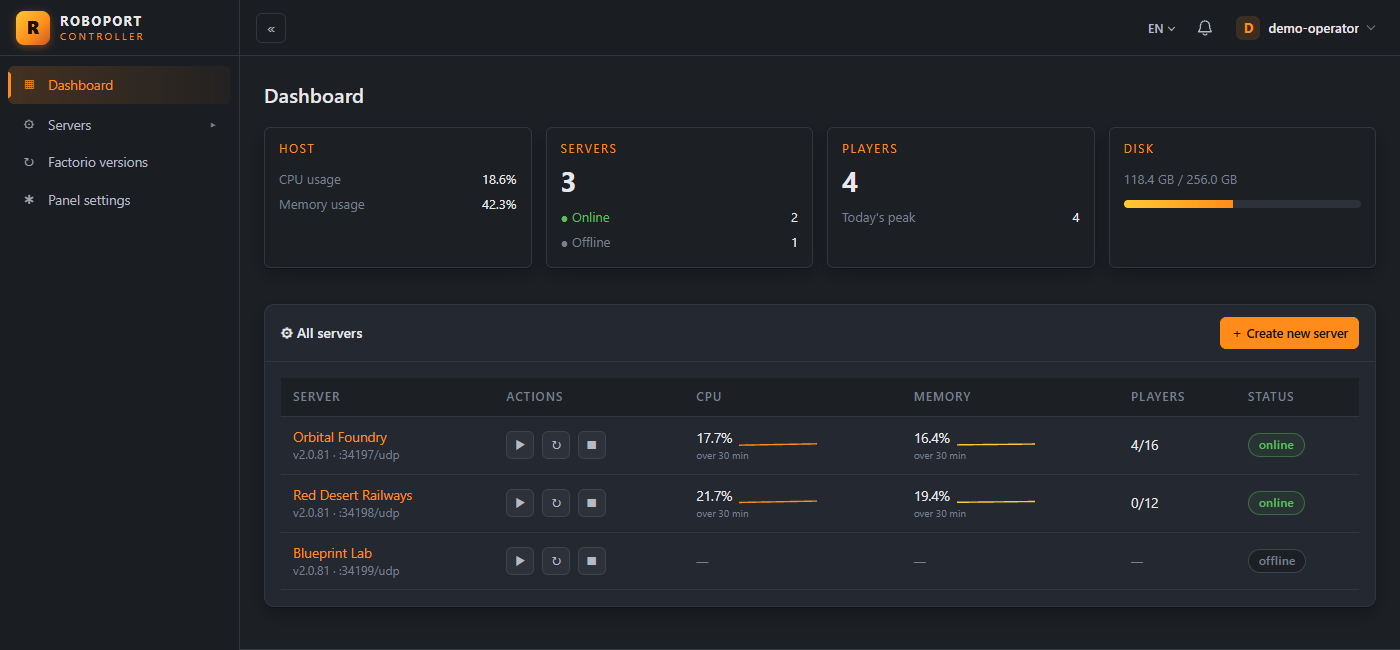 R
ROBOPORT
CONTROLLER
«
EN
D demo-operator
Dashboard
Servers
Factorio versions
Panel settings
Dashboard
HOST
CPU usage 18.6%
Memory usage 42.3%
SERVERS
3
Online 2
Offline 1
PLAYERS
4
Today's peak 4
DISK
118.4 GB / 256.0 GB
All servers
+ Create new server
SERVER ACTIONS CPU MEMORY PLAYERS STATUS
Orbital Foundry 17.7% 16.4% 4/16 online
v2.0.81 · :34197/udp over 30 min over 30 min
Red Desert Railways 21.7% 19.4% 0/12 online
v2.0.81 · :34198/udp over 30 min over 30 min
Blueprint Lab — — — offline
v2.0.81 · :34199/udp